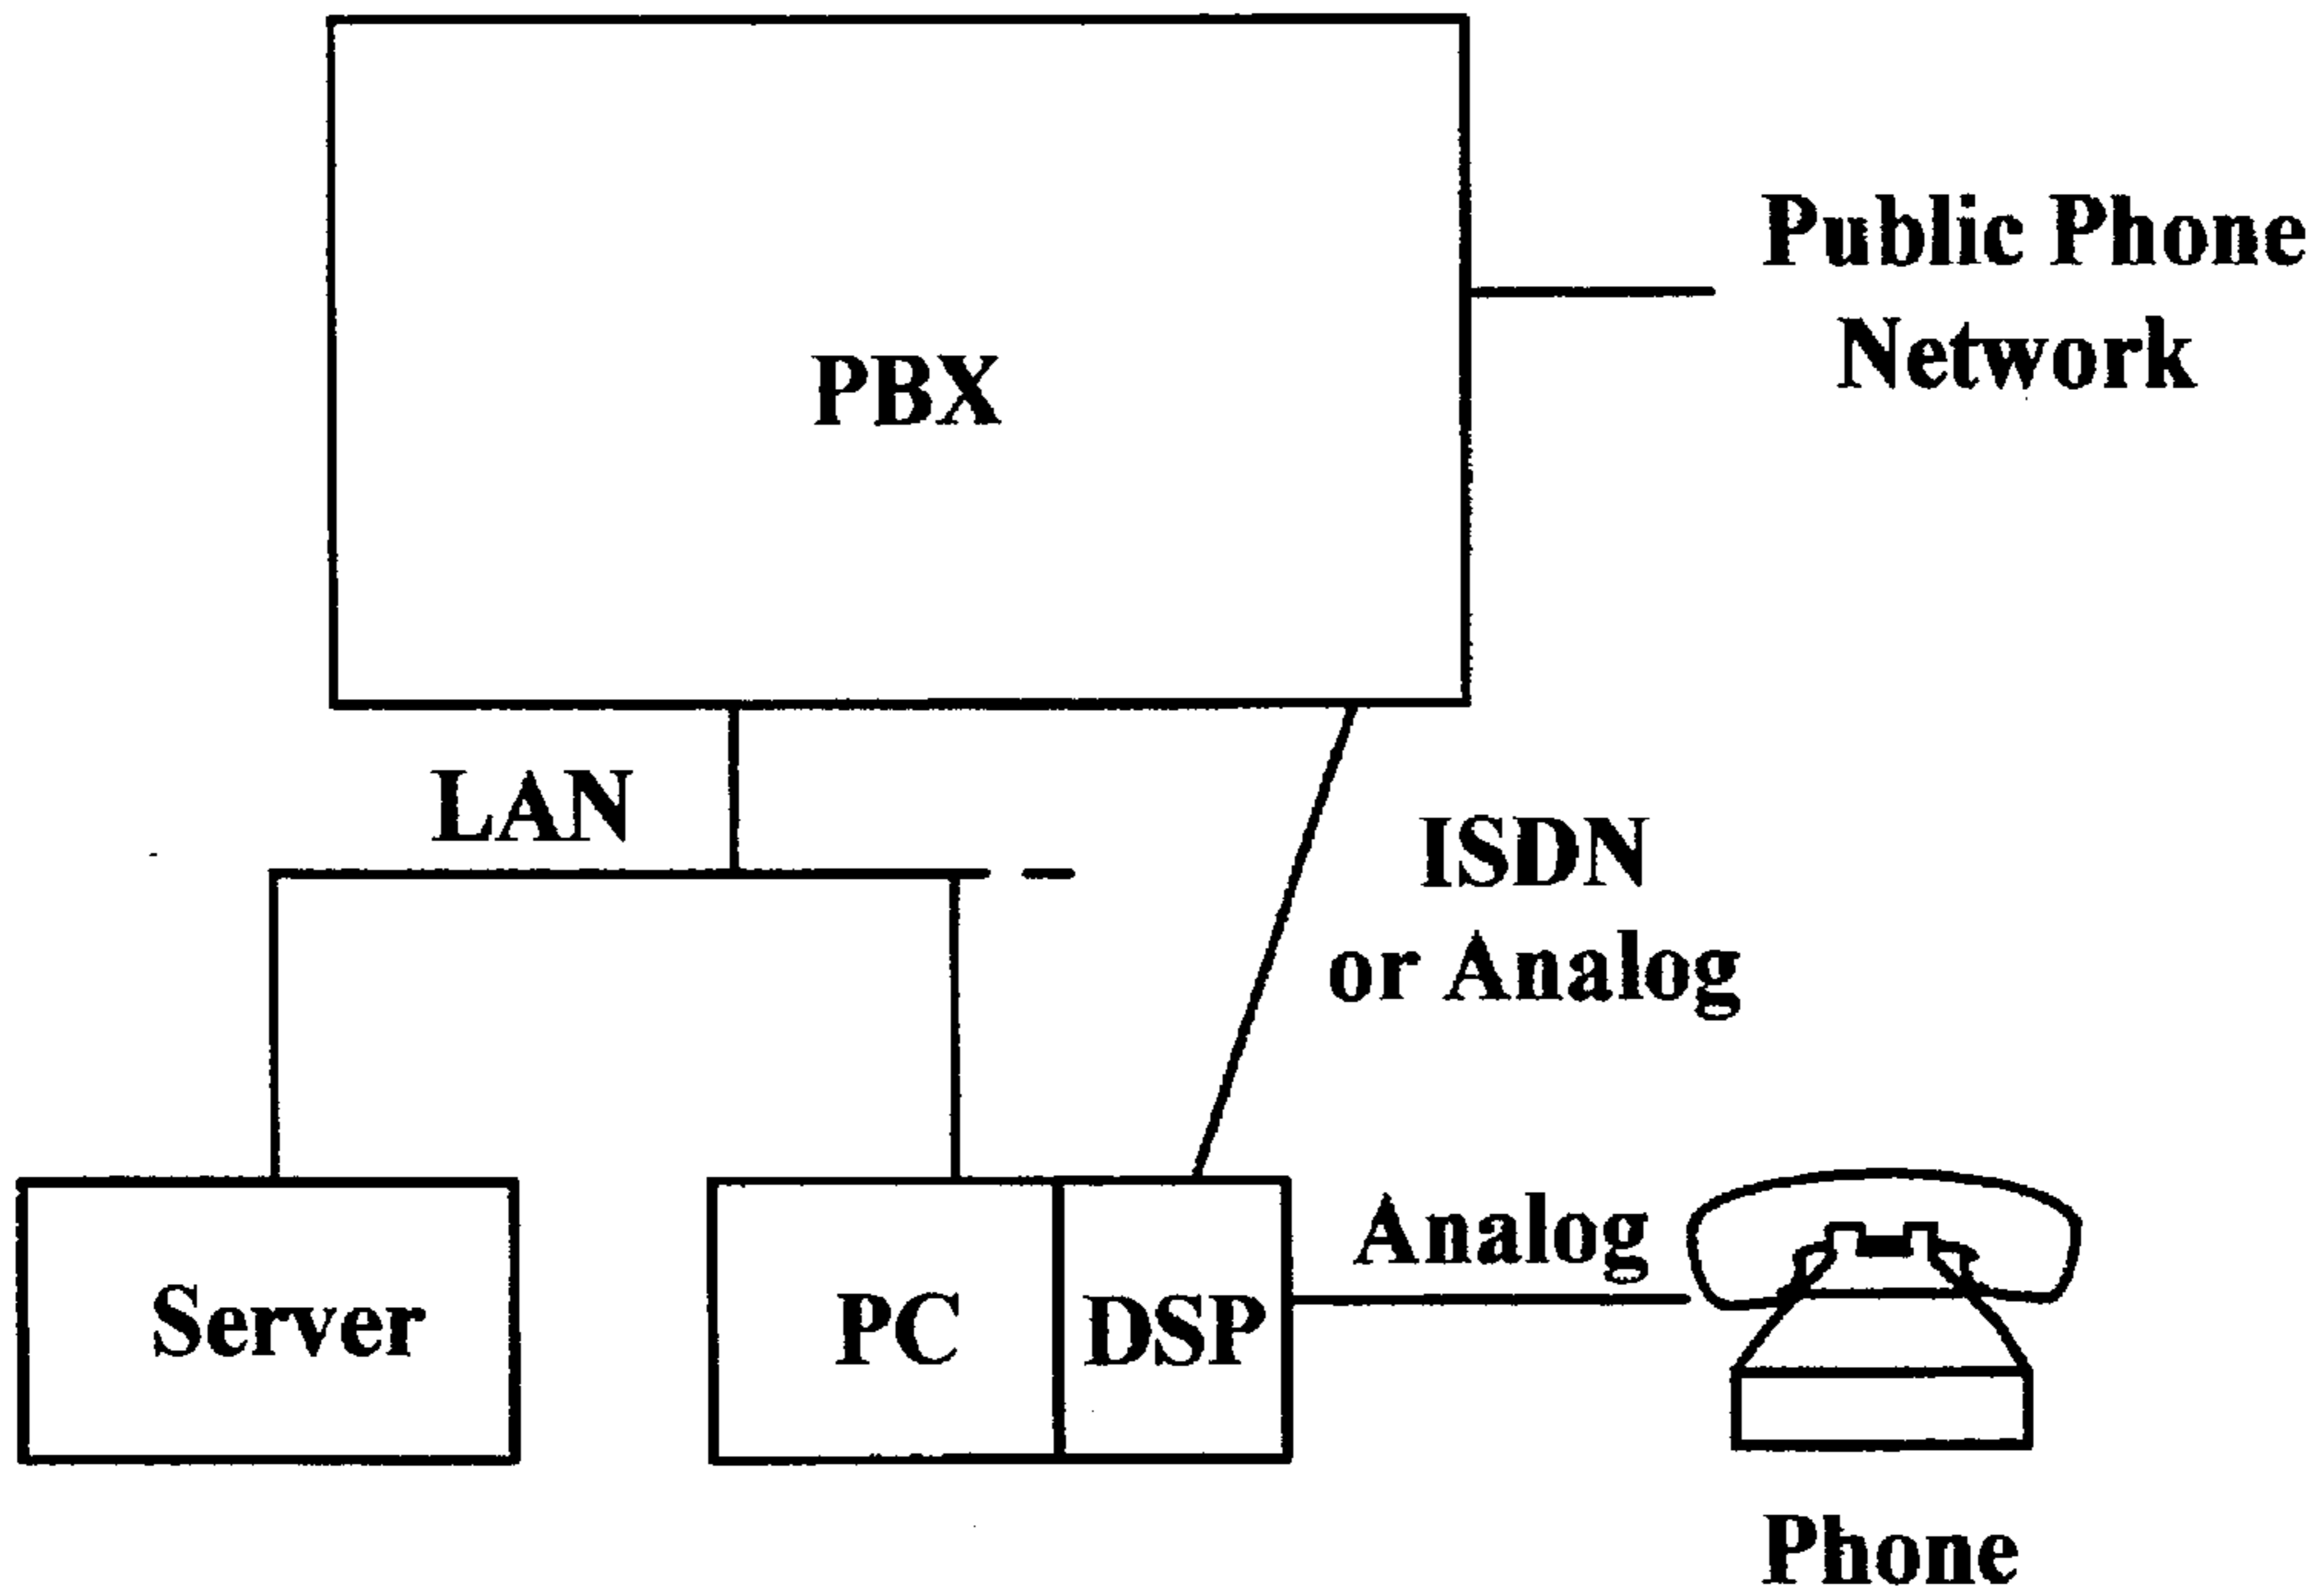 Public Phone
Network
PBX
LAN
ISDN
or Analog
Analog
Server
PC
DSP
Phone